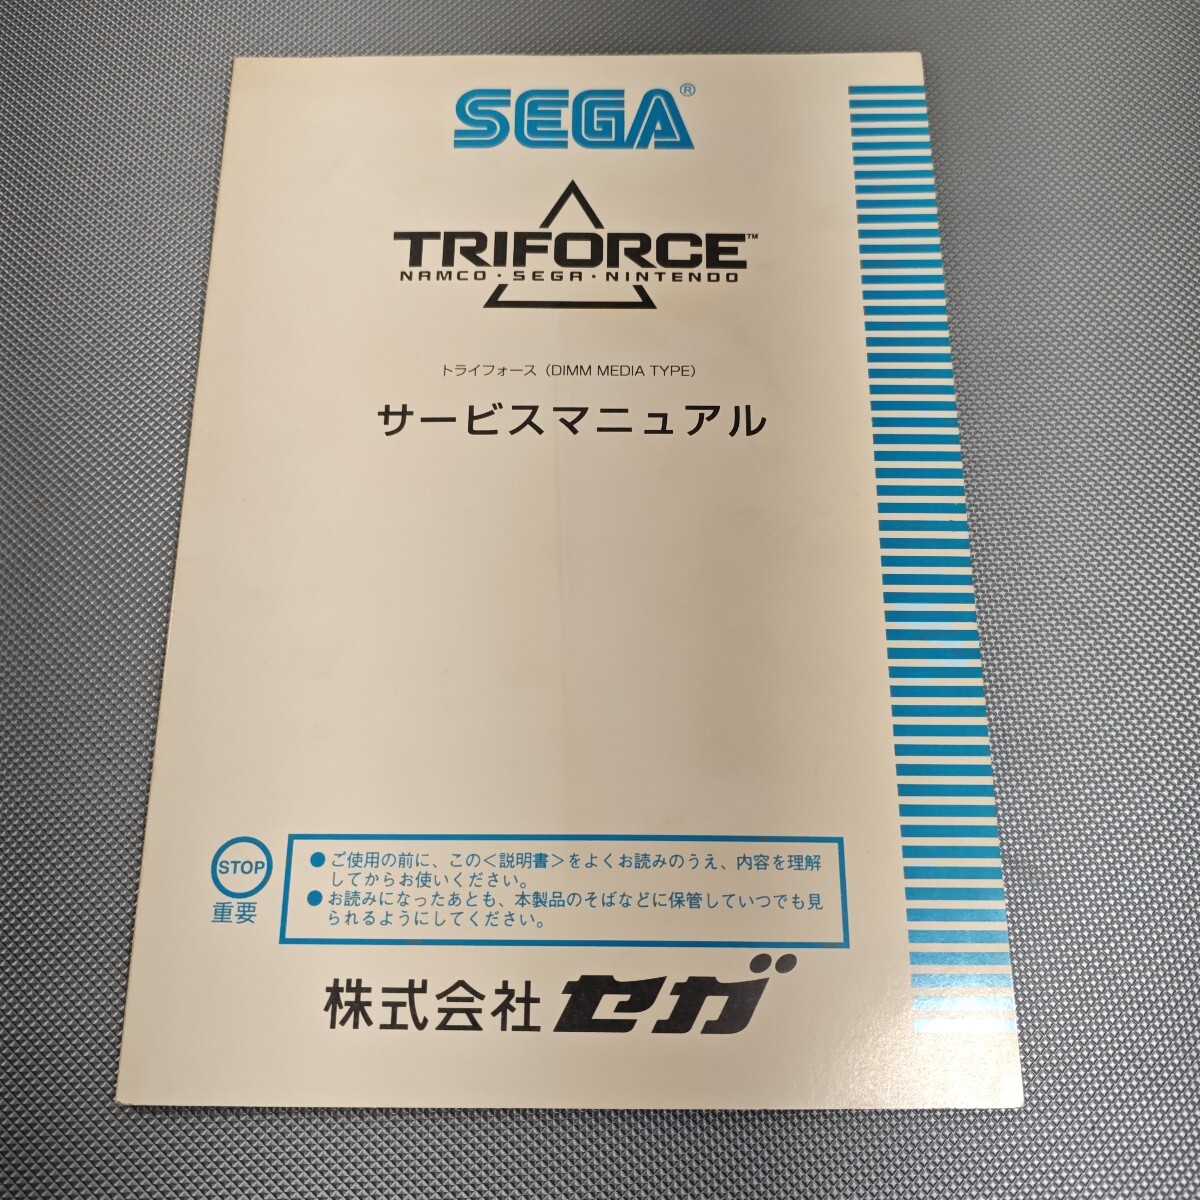 SEGA®
TRIFORCE™
NAMCO・SEGA・NINTENDO
トライフォース（DIMM MEDIA TYPE）
サービスマニュアル
STOP
重要
●ご使用の前に、この＜説明書＞をよくお読みのうえ、内容を理解
してからお使いください。
●お読みになったあとも、本製品のそばなどに保管していつでも見
られるようにしてください。
株式会社 セガ